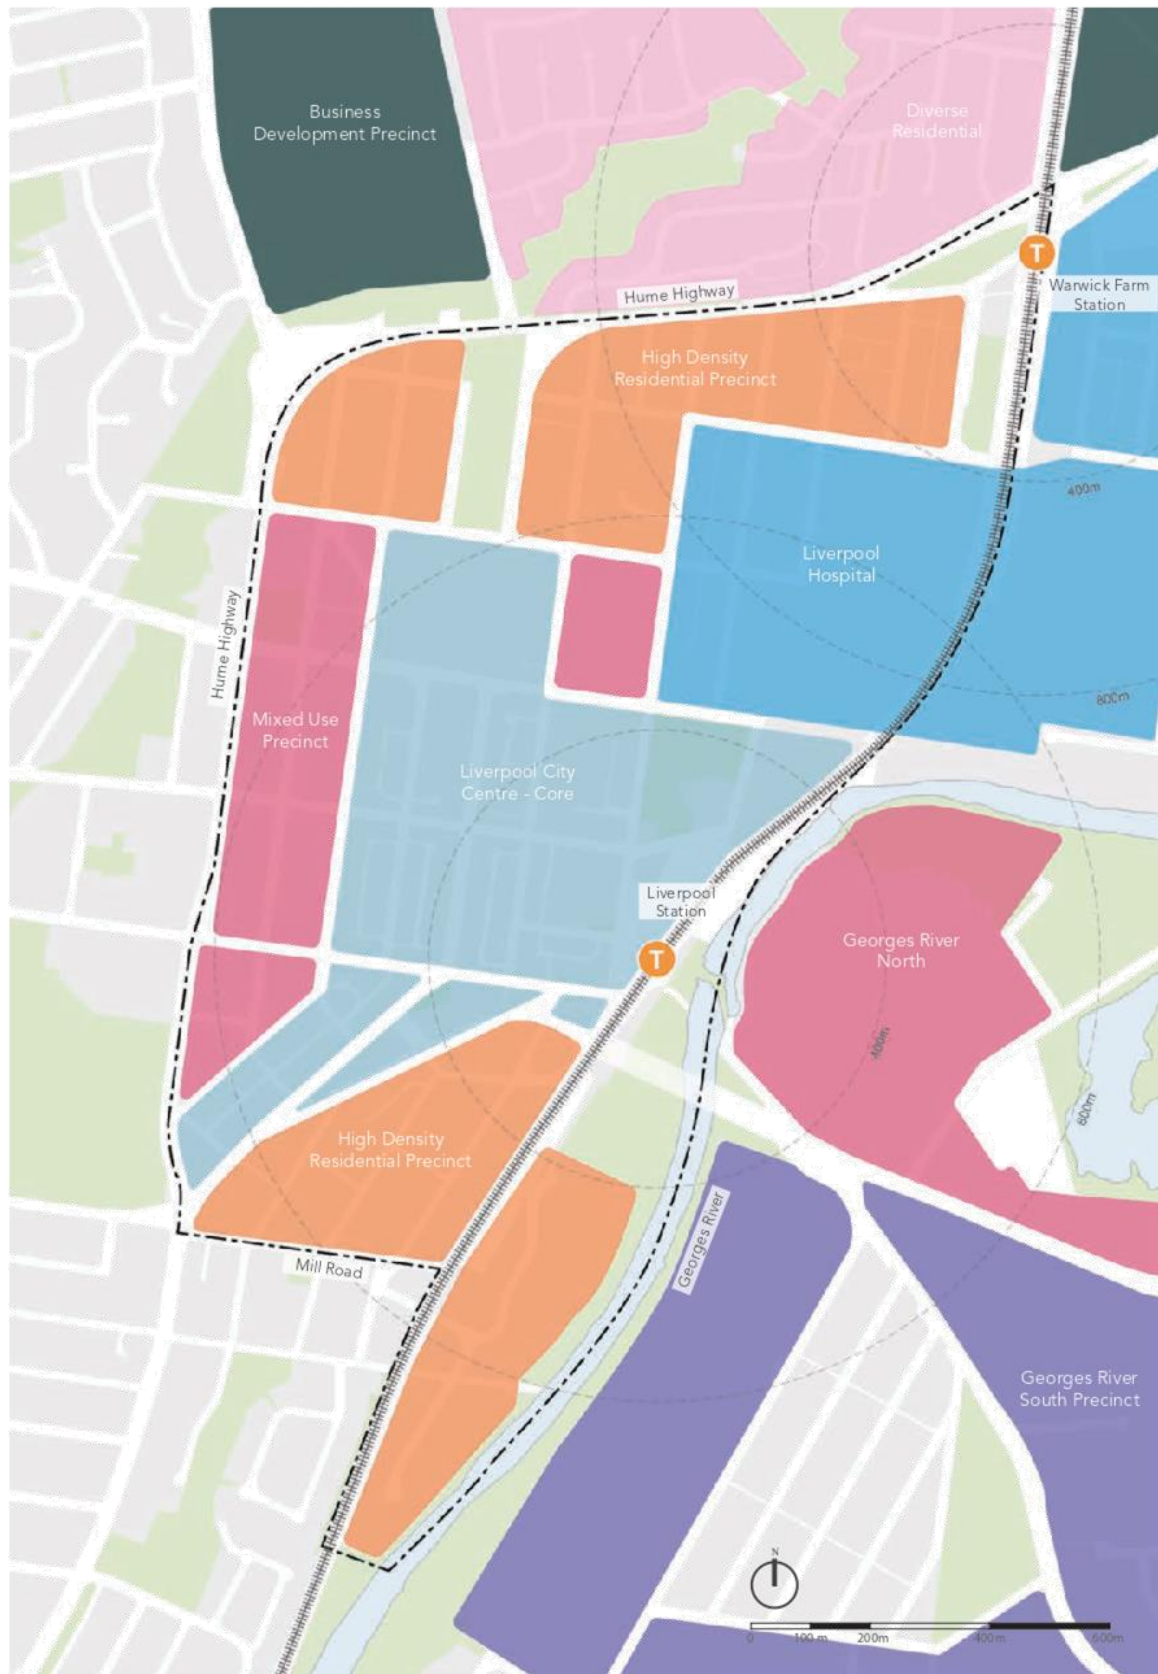 Business
Development Precinct
Diverse
Residential
T
Warwick Farm
Station
Hume Highway
High Density
Residential Precinct
400m
Liverpool
Hospital
Hume Highway
800m
Mixed Use
Precinct
Liverpool City
Centre - Core
Liverpool
Station
T
Georges River
North
400m
800m
High Density
Residential Precinct
Georges River
Mill Road
Georges River
South Precinct
N
0 100 m 200m 400m 600m